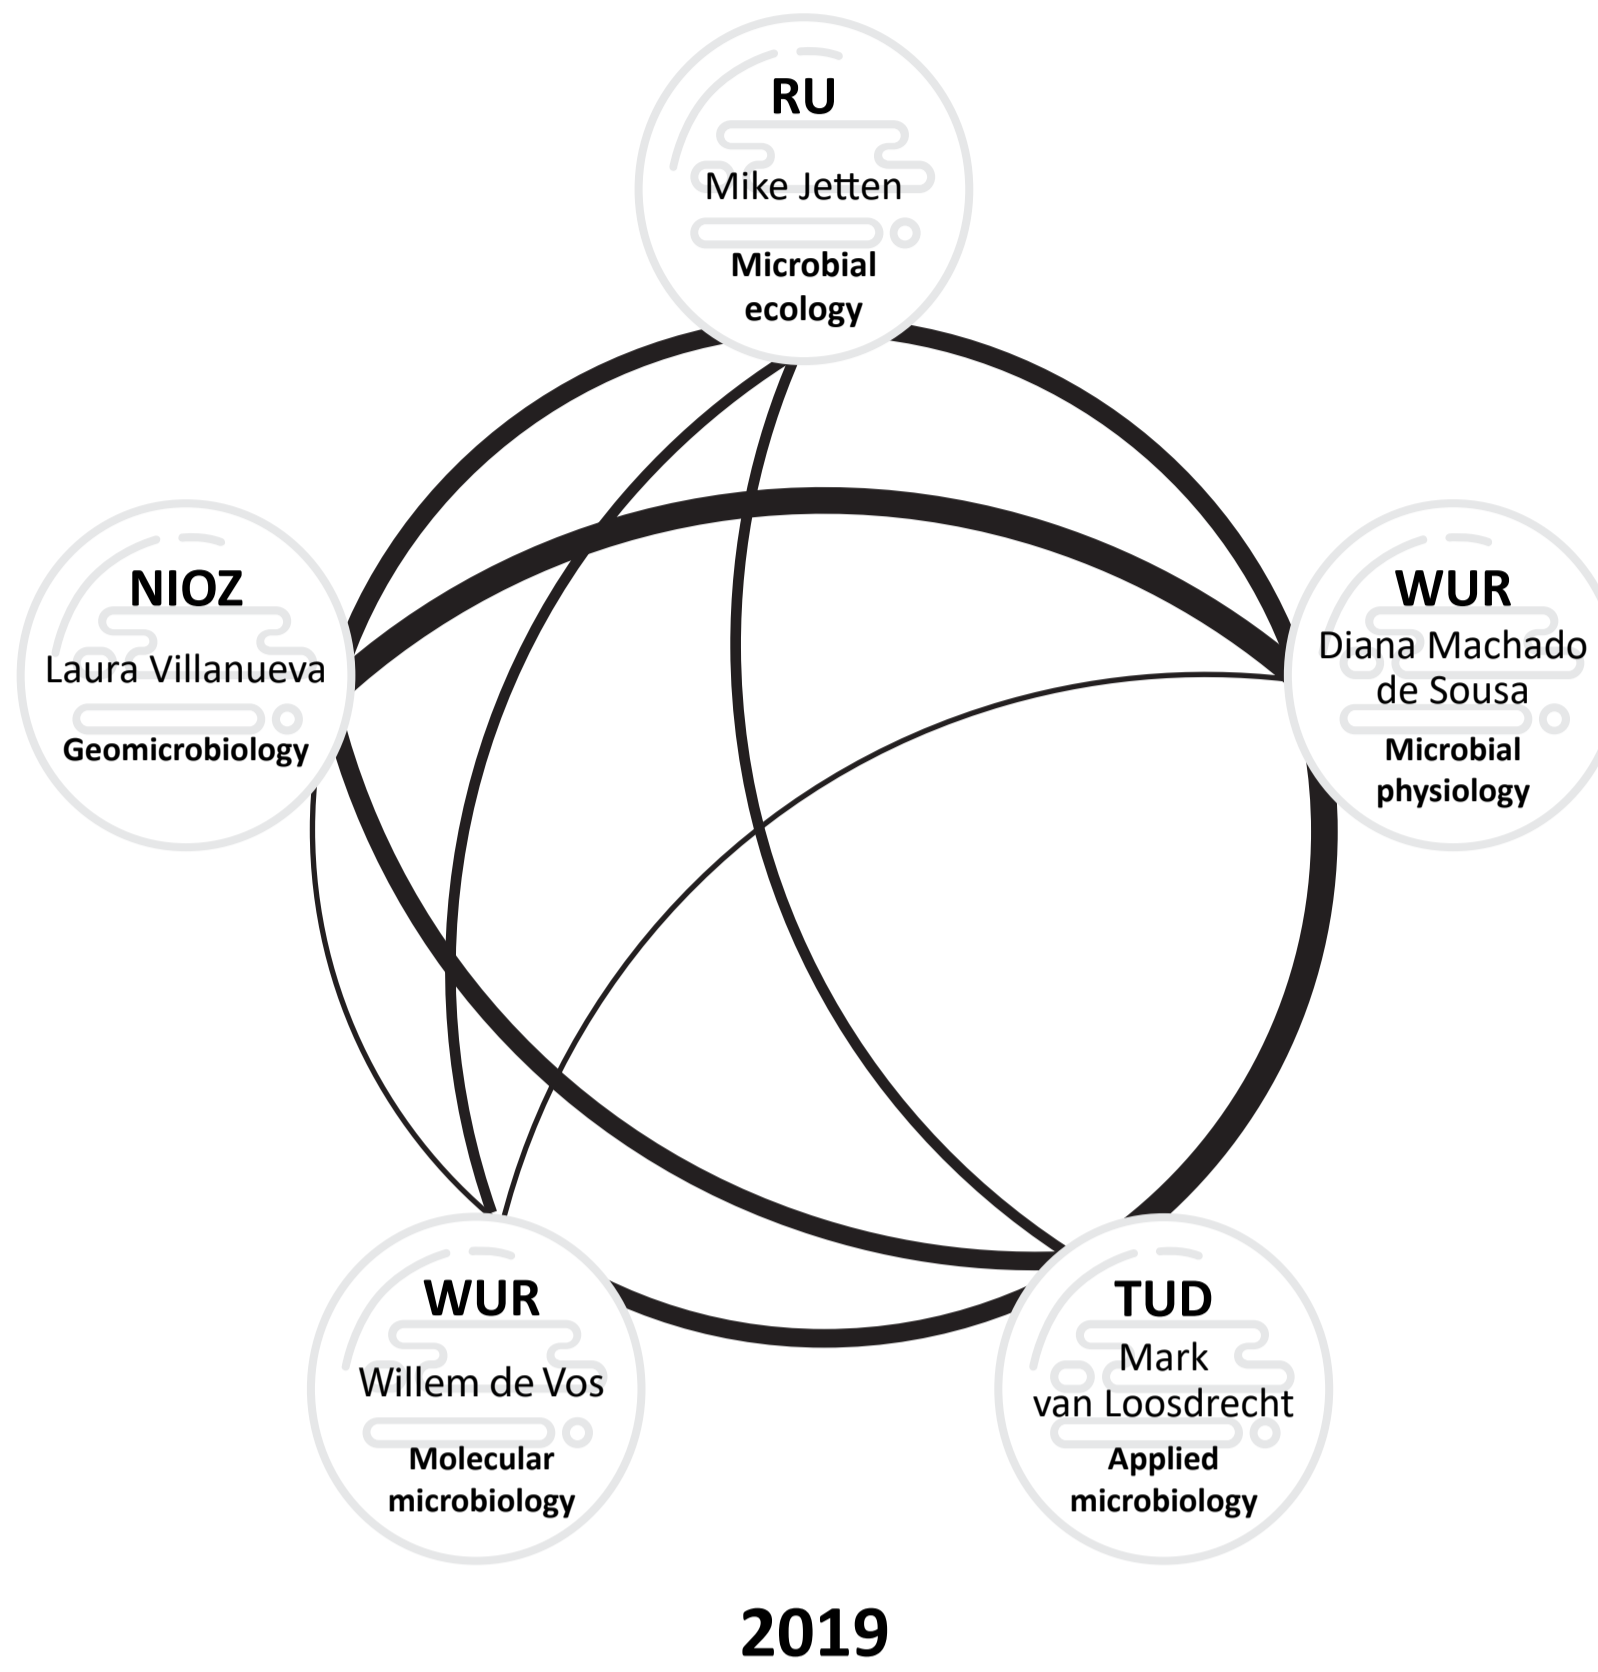 RU
Mike Jetten
Microbial
ecology
NIOZ
Laura Villanueva
Geomicrobiology
WUR
Diana Machado
de Sousa
Microbial
physiology
WUR
Willem de Vos
Molecular
microbiology
TUD
Mark
van Loosdrecht
Applied
microbiology
2019